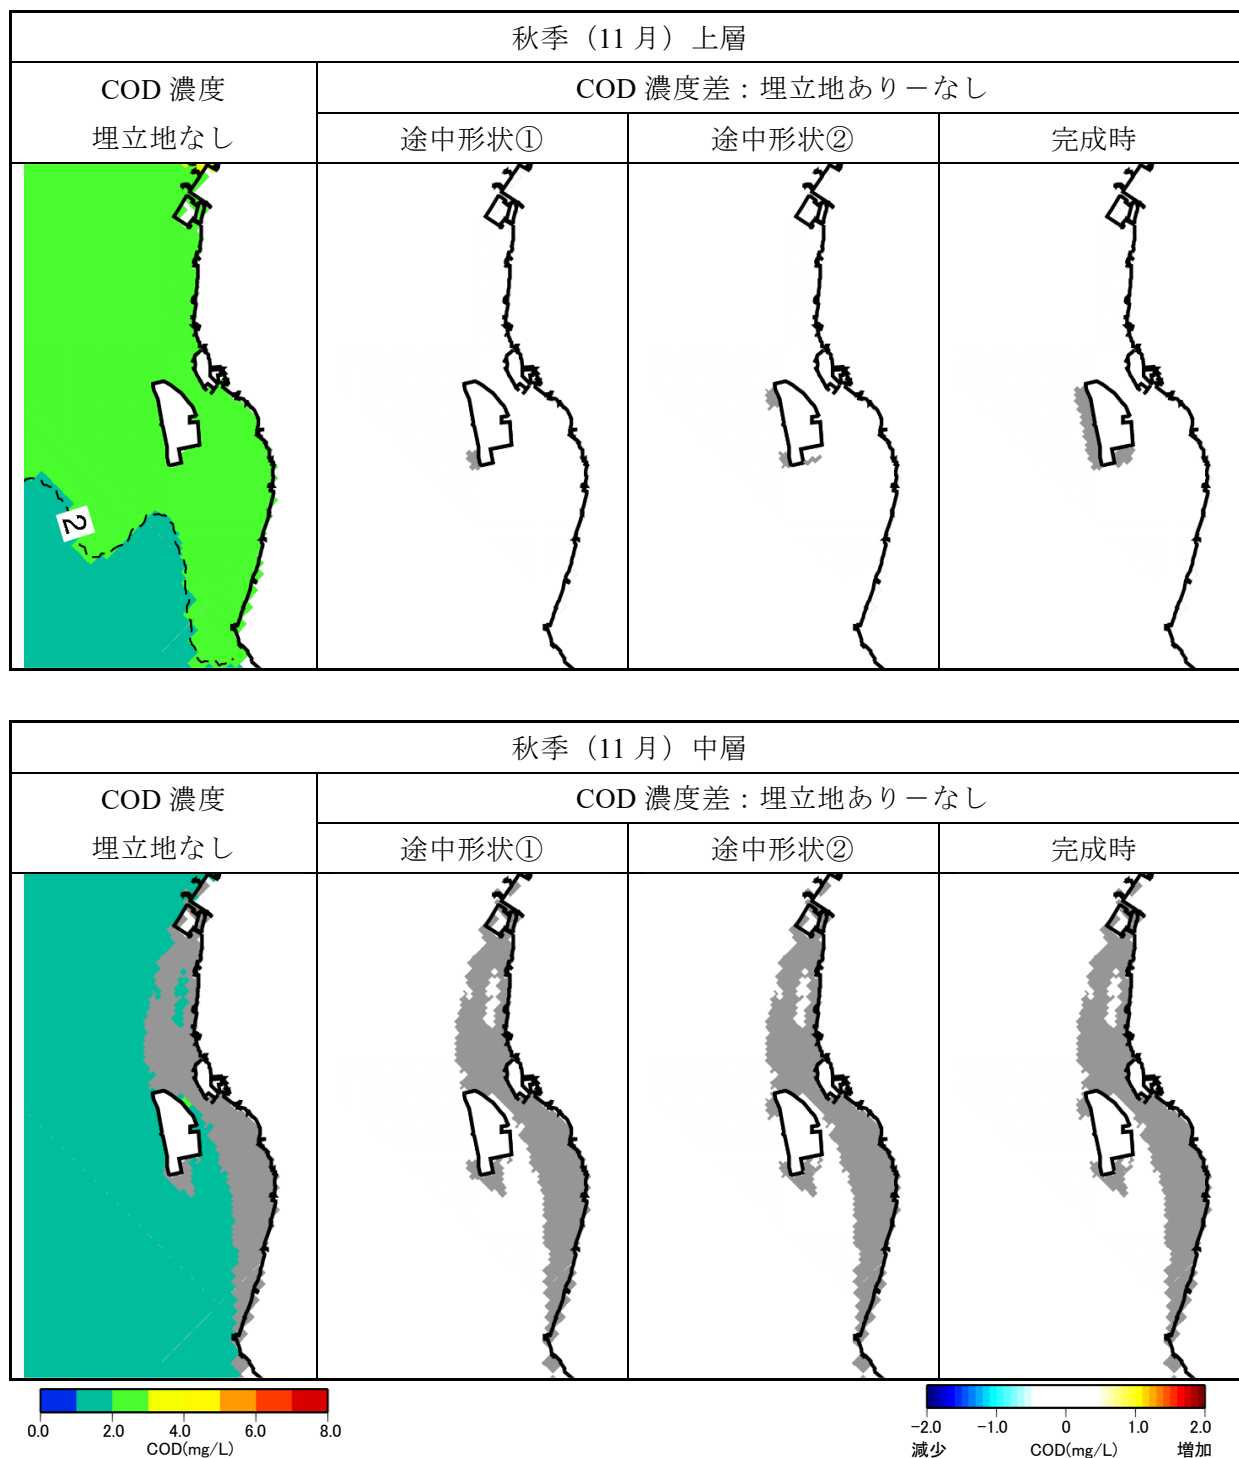 秋季（11 月）上層
COD 濃度
埋立地なし
COD 濃度差：埋立地あり－なし
途中形状①
途中形状②
完成時
2
秋季（11 月）中層
COD 濃度
埋立地なし
COD 濃度差：埋立地あり－なし
途中形状①
途中形状②
完成時
0.0 2.0 4.0 6.0 8.0
COD(mg/L)
-2.0 -1.0 0 1.0 2.0
減少 COD(mg/L) 増加